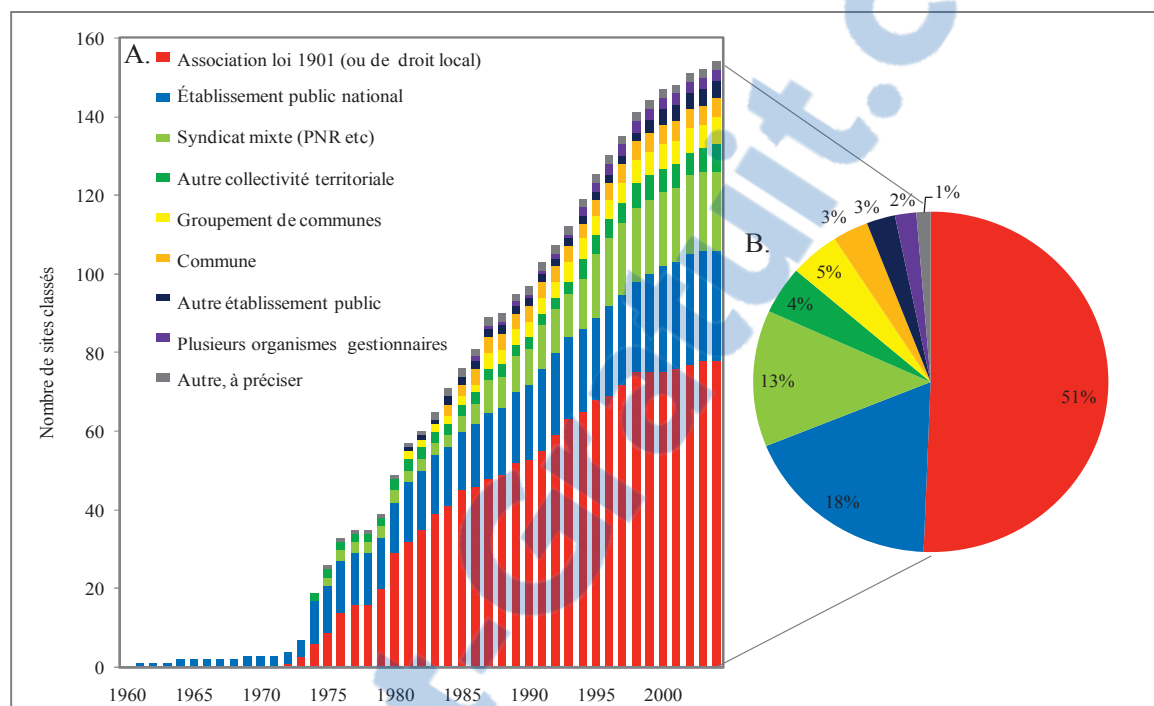 A.
Association loi 1901 (ou de droit local)
Établissement public national
Syndicat mixte (PNR etc)
Autre collectivité territoriale
Groupement de communes
Commune
Autre établissement public
Plusieurs organismes gestionnaires
Autre, à préciser
Nombre de sites classés
160
140
120
100
80
60
40
20
0
1960 1965 1970 1975 1980 1985 1990 1995 2000
B.
1%
2%
3%
3%
5%
4%
13%
18%
51%
r-Gratuit.c